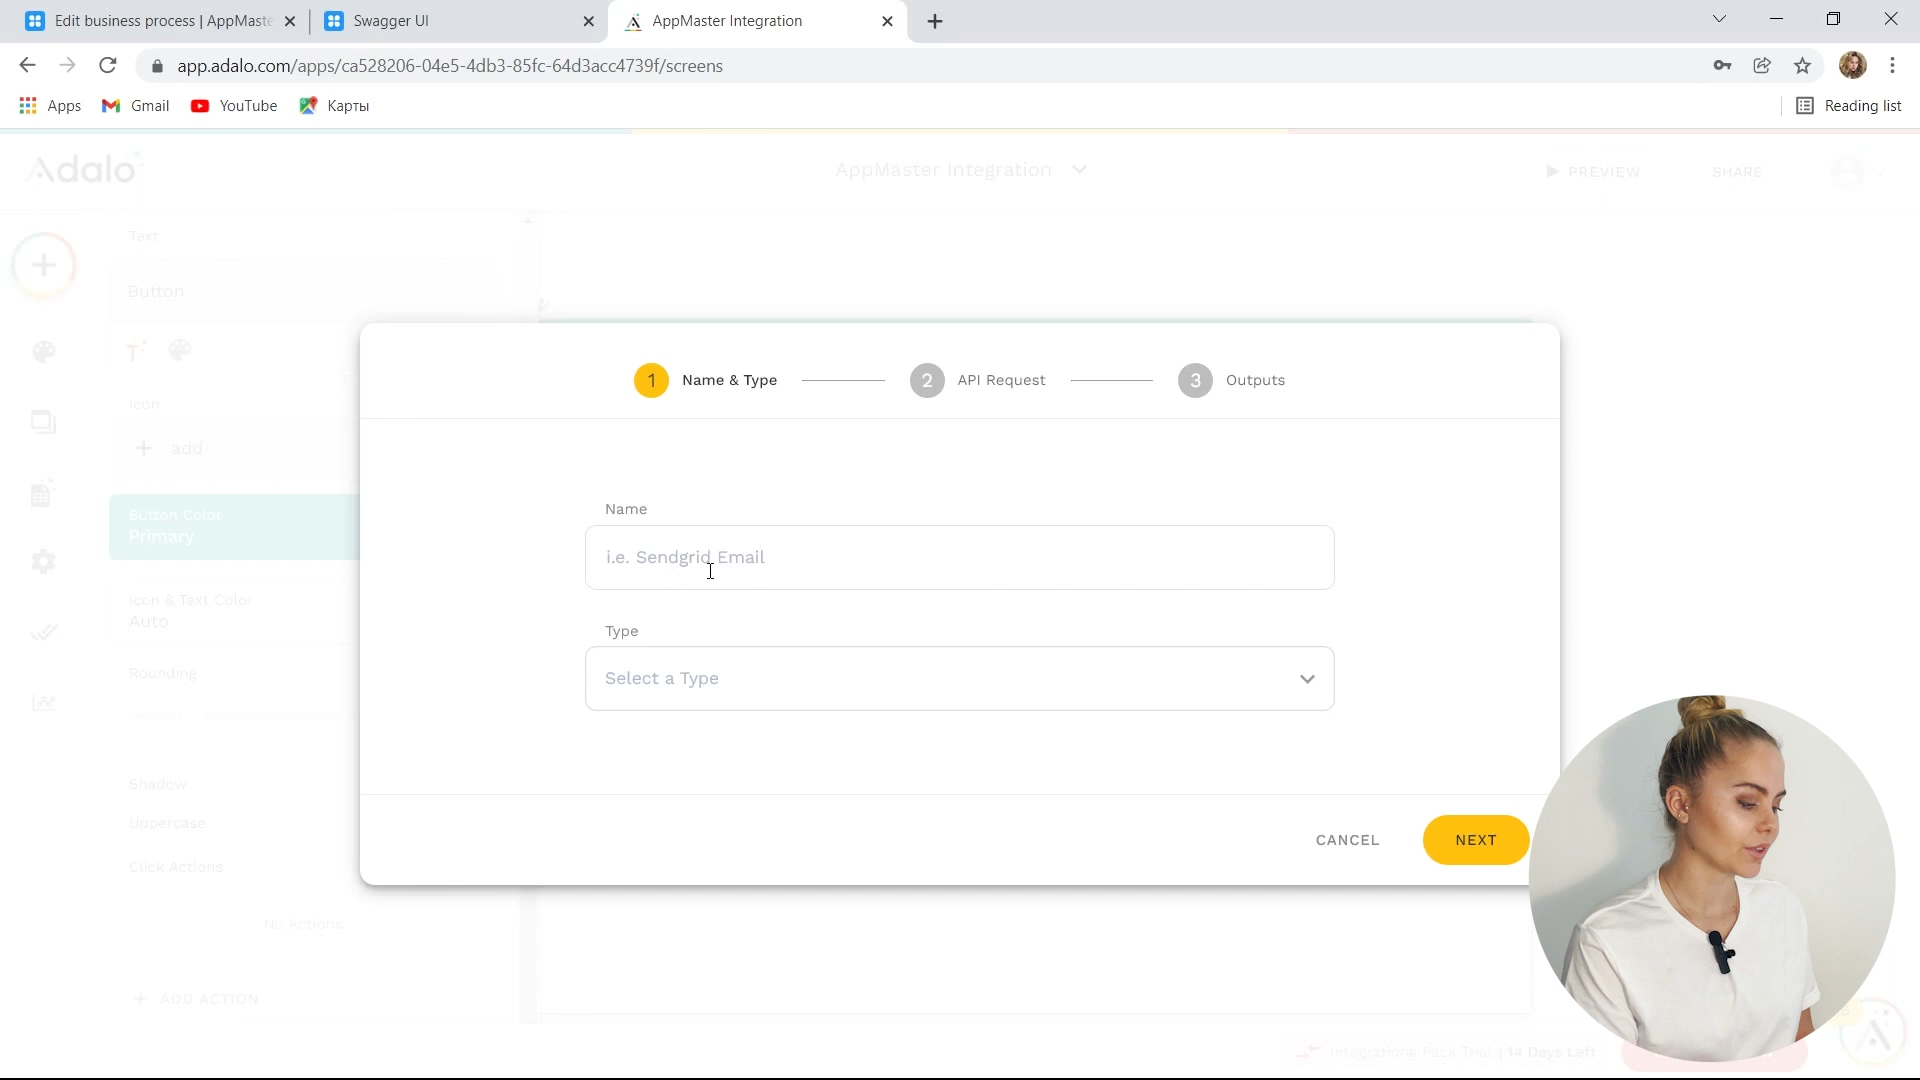 Edit business process | AppMaste
Swagger UI
AppMaster Integration
app.adalo.com/apps/ca528206-04e5-4db3-85fc-64d3acc4739f/screens
Apps
Gmail
YouTube
Карты
Reading list
Adalo
AppMaster Integration
PREVIEW
SHARE
Text
Button
Icon
add
Button Color
Primary
Icon & Text Color
Auto
Rounding
Shadow
Uppercase
Click Actions
No Actions
ADD ACTION
1 Name & Type
2 API Request
3 Outputs
Name
i.e. Sendgrid Email
Type
Select a Type
CANCEL
NEXT
Integrations Pack Trial | 14 Days Left